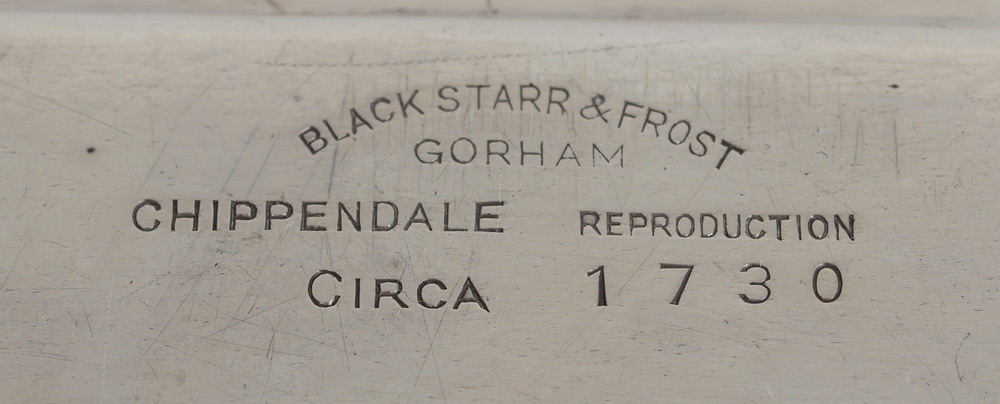 BLACK STARR & FROST
GORHAM
CHIPPENDALE REPRODUCTION
CIRCA 1730